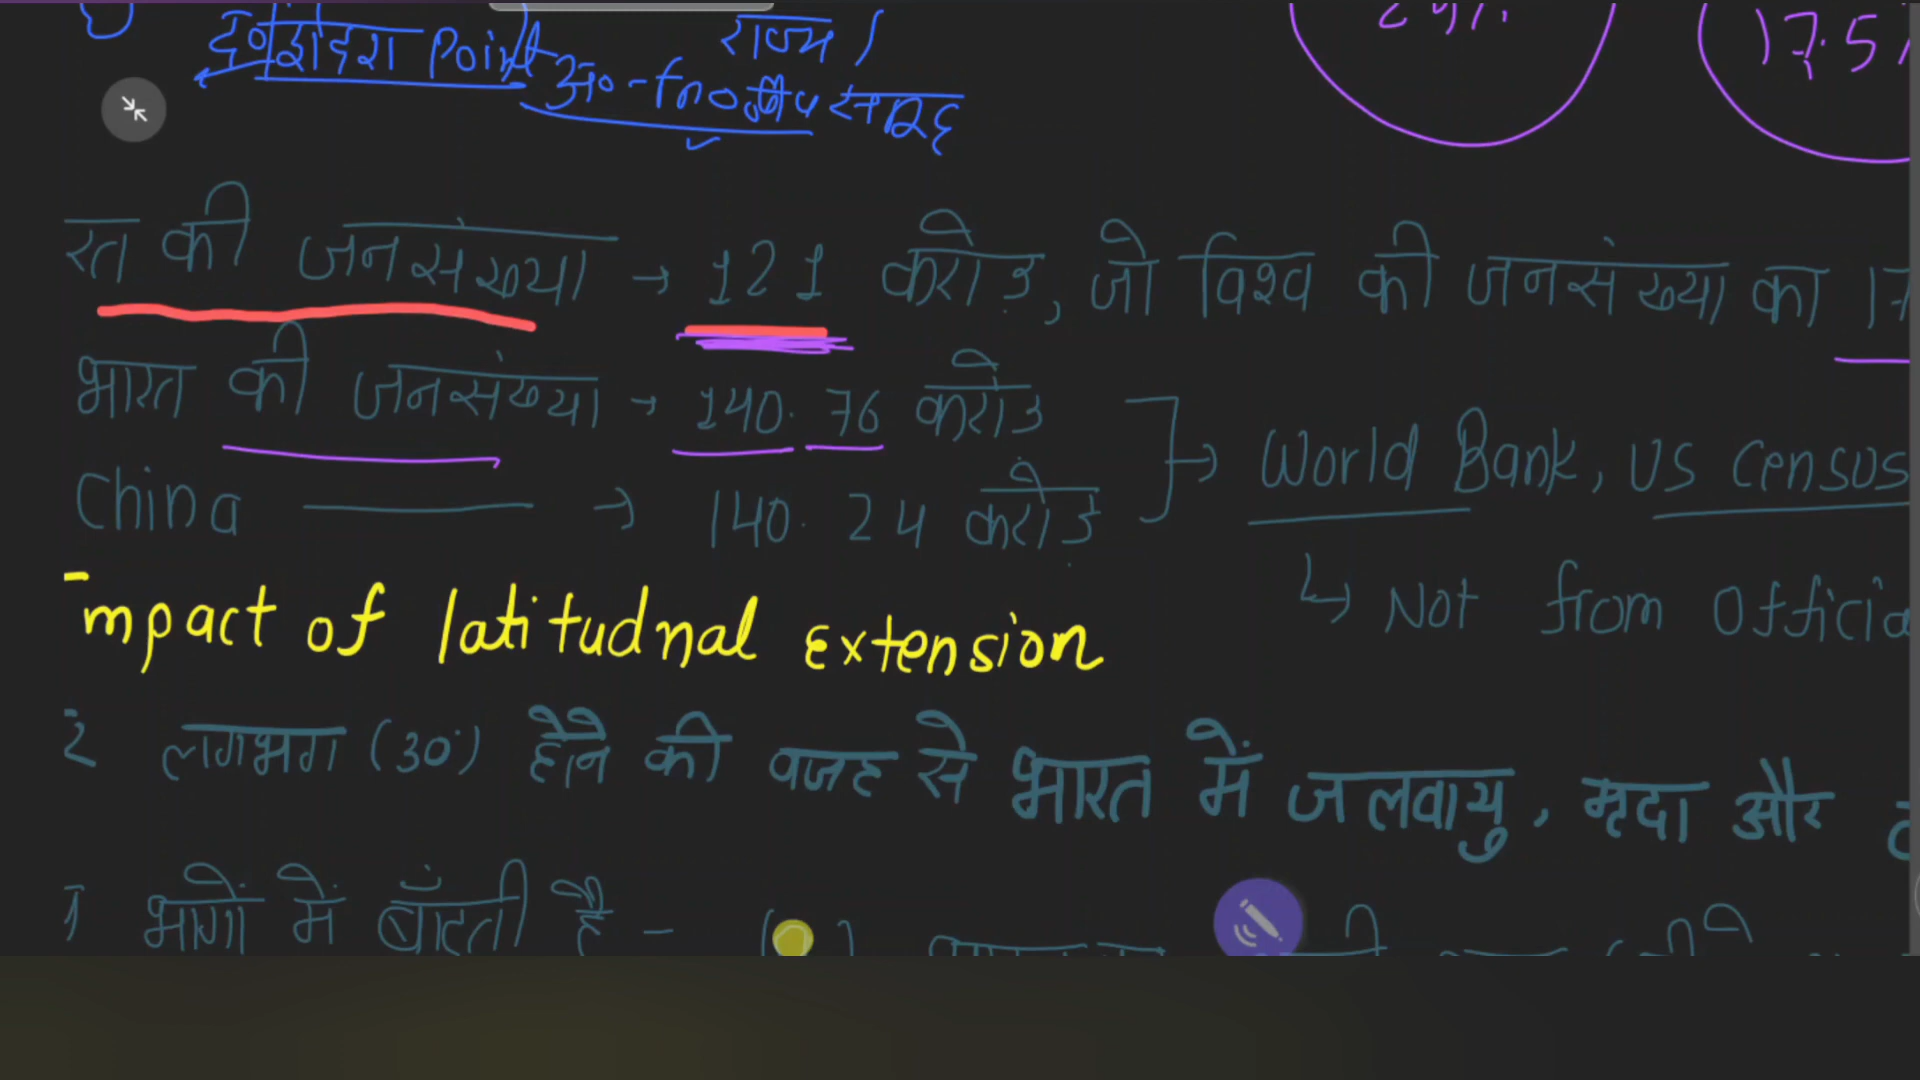 राज्य
इंदिरा Point
17.5
रत की जनसंख्या → 121 करोड, जो विश्व की जनसंख्या का 17
भारत की जनसंख्या → 140.76 करोड
China → 140.24 करोड → World Bank, US Census
↳ Not from Officia
Impact of latitudnal Extension
लगभग (30°) होने की वजह से भारत में जलवायु, मृदा और
भागों में बाँटती है -